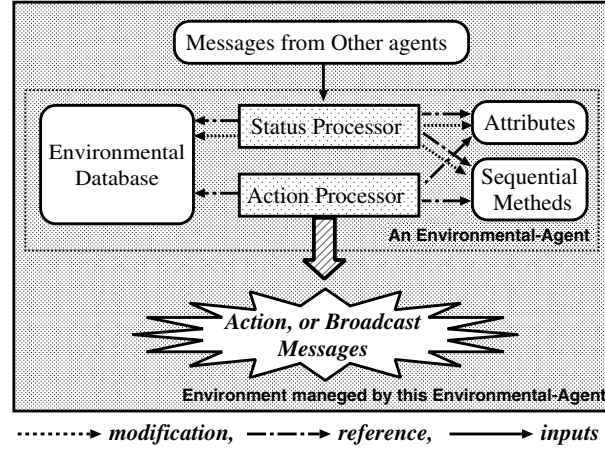 Messages from Other agents
Status Processor
Attributes
Environmental
Database
Action Processor
Sequential
Metheds
An Environmental-Agent
Action, or Broadcast
Messages
Environment maneged by this Environmental-Agent
modification, reference, inputs